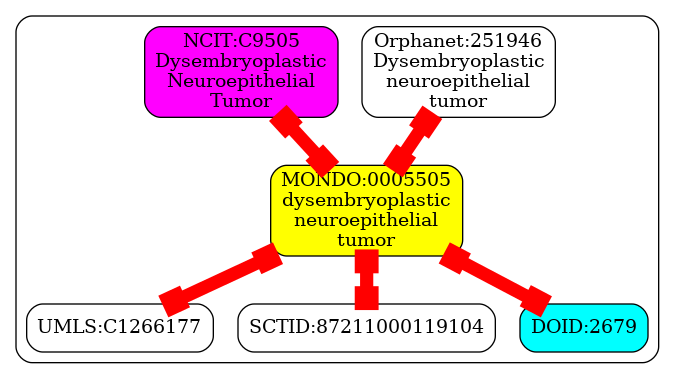 NCIT:C9505
Dysembryoplastic
Neuroepithelial
Tumor
Orphanet:251946
Dysembryoplastic
neuroepithelial
tumor
MONDO:0005505
dysembryoplastic
neuroepithelial
tumor
UMLS:C1266177
SCTID:87211000119104
DOID:2679